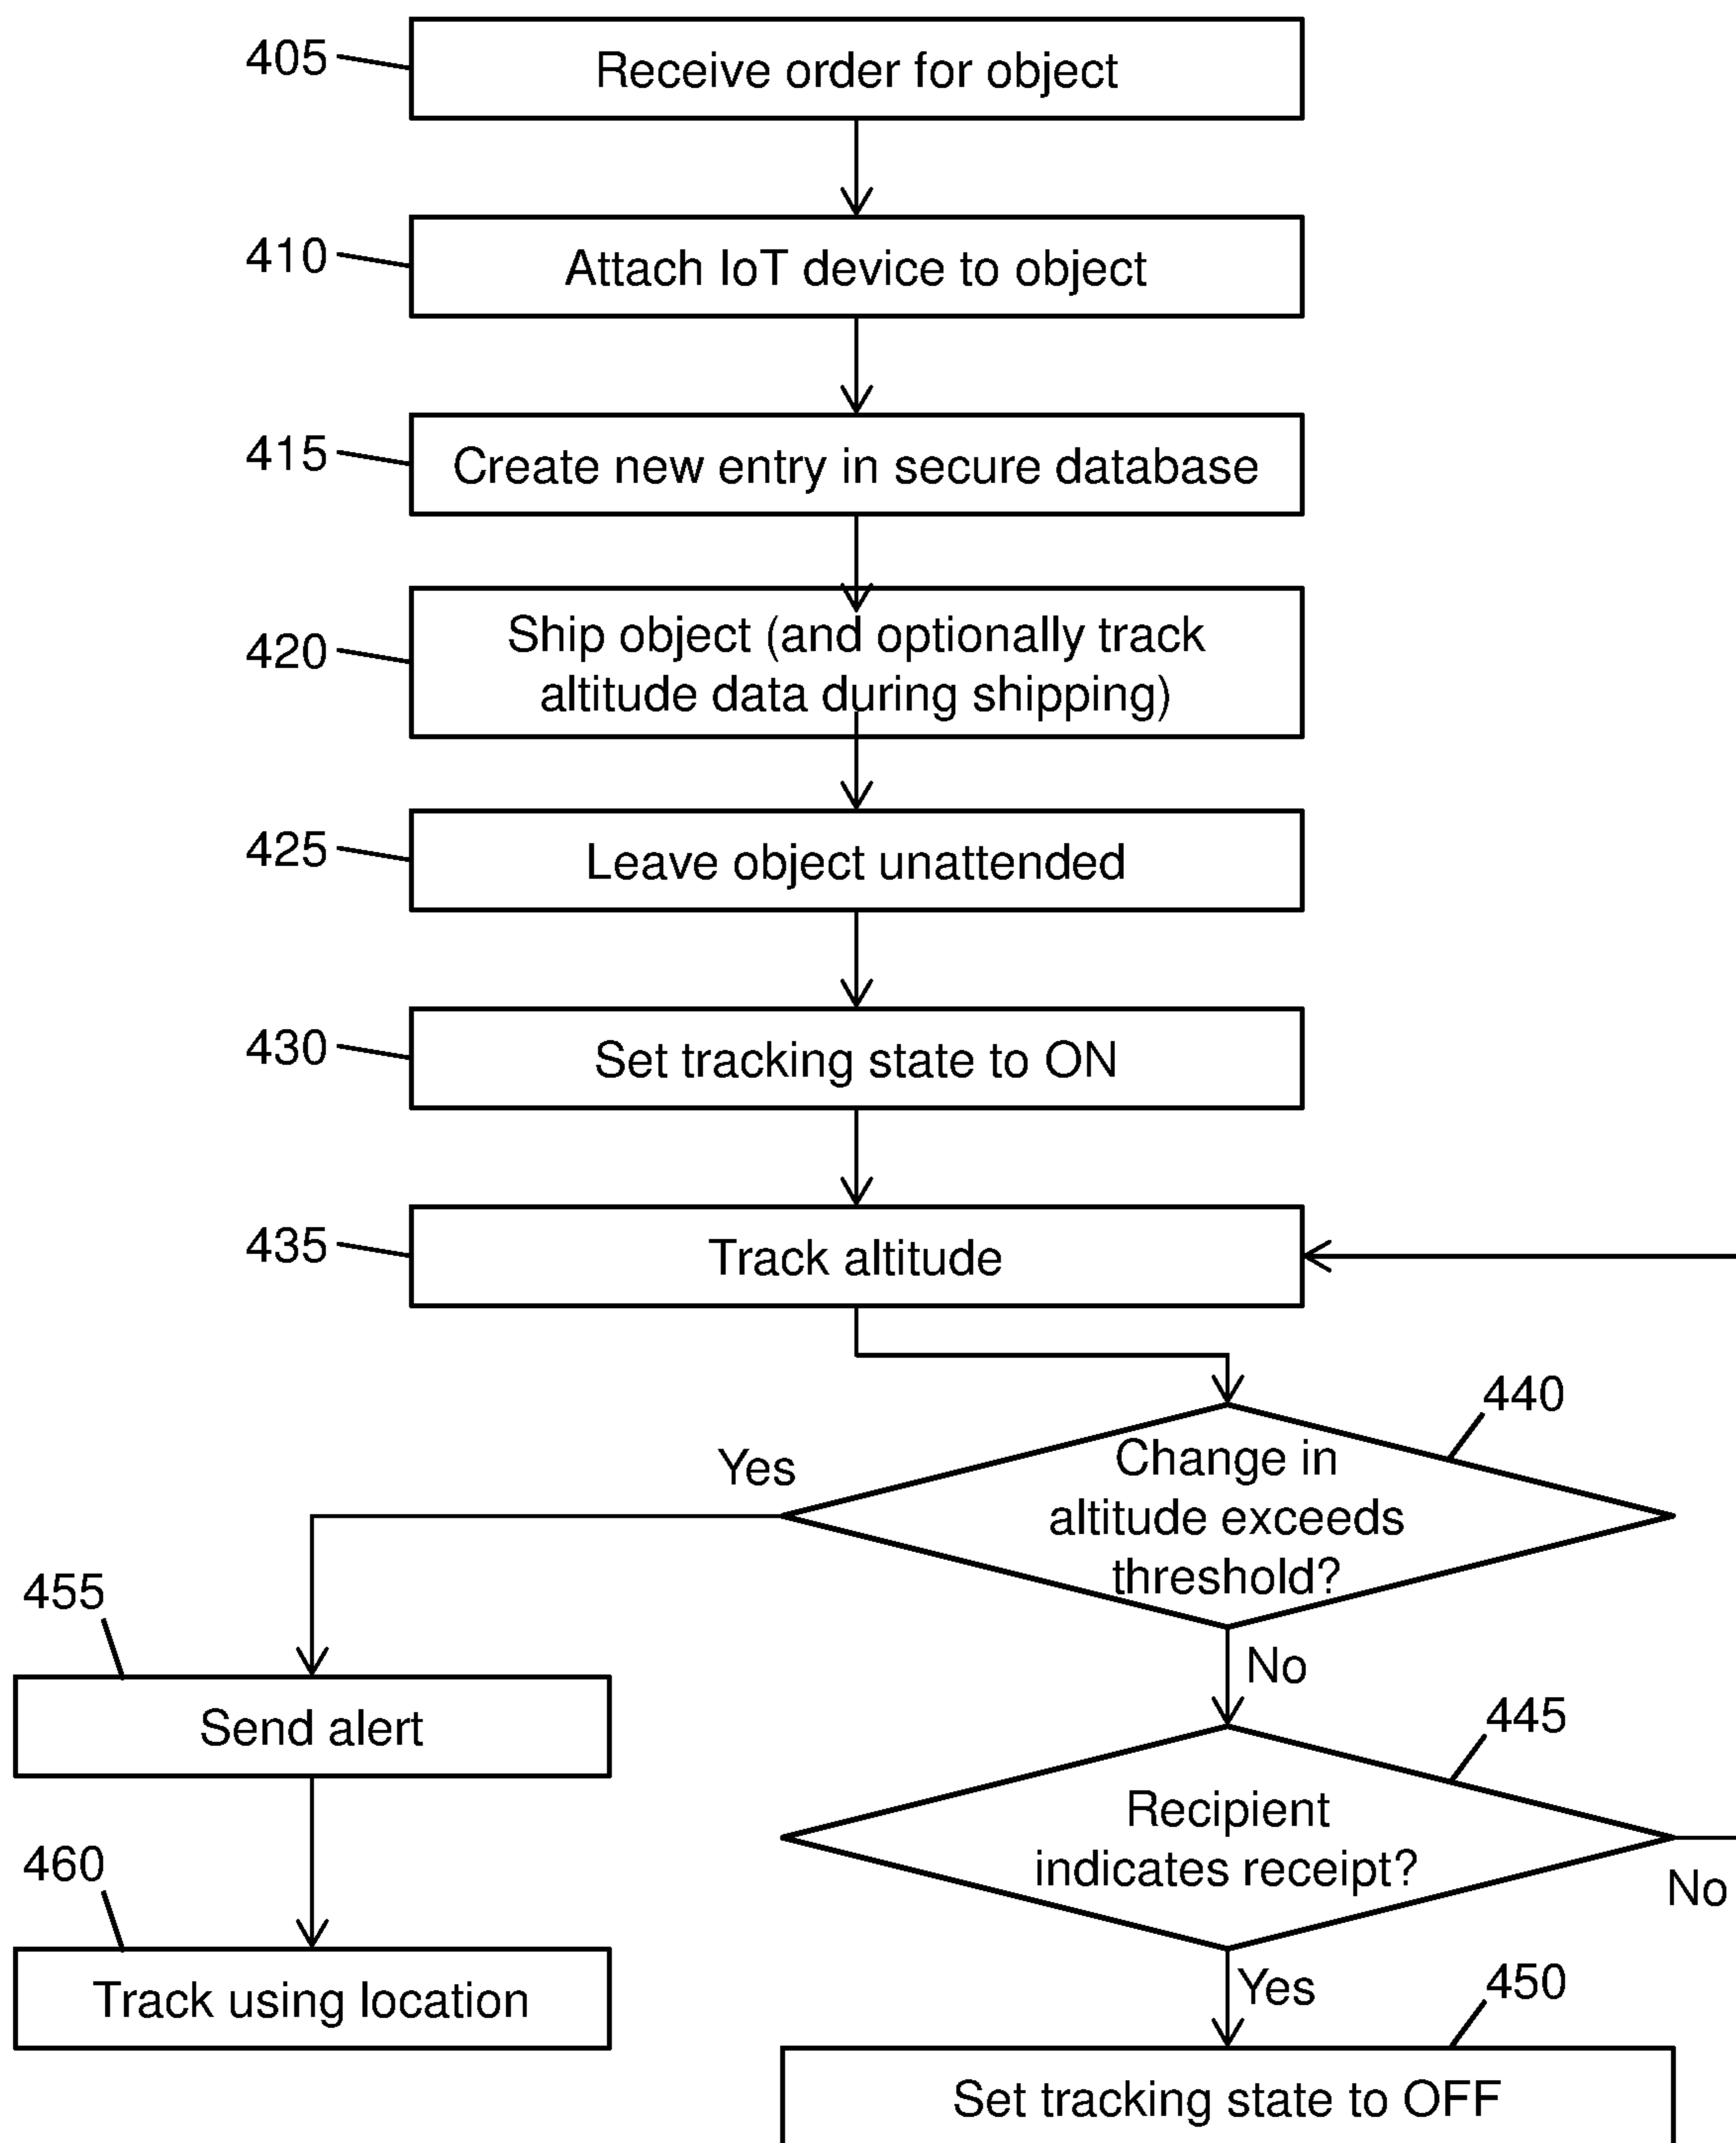 405
Receive order for object
410
Attach IoT device to object
415
Create new entry in secure database
420
Ship object (and optionally track
altitude data during shipping)
425
Leave object unattended
430
Set tracking state to ON
435
Track altitude
440
Change in
altitude exceeds
threshold?
Yes
No
455
Send alert
445
Recipient
indicates receipt?
No
Yes
460
Track using location
450
Set tracking state to OFF